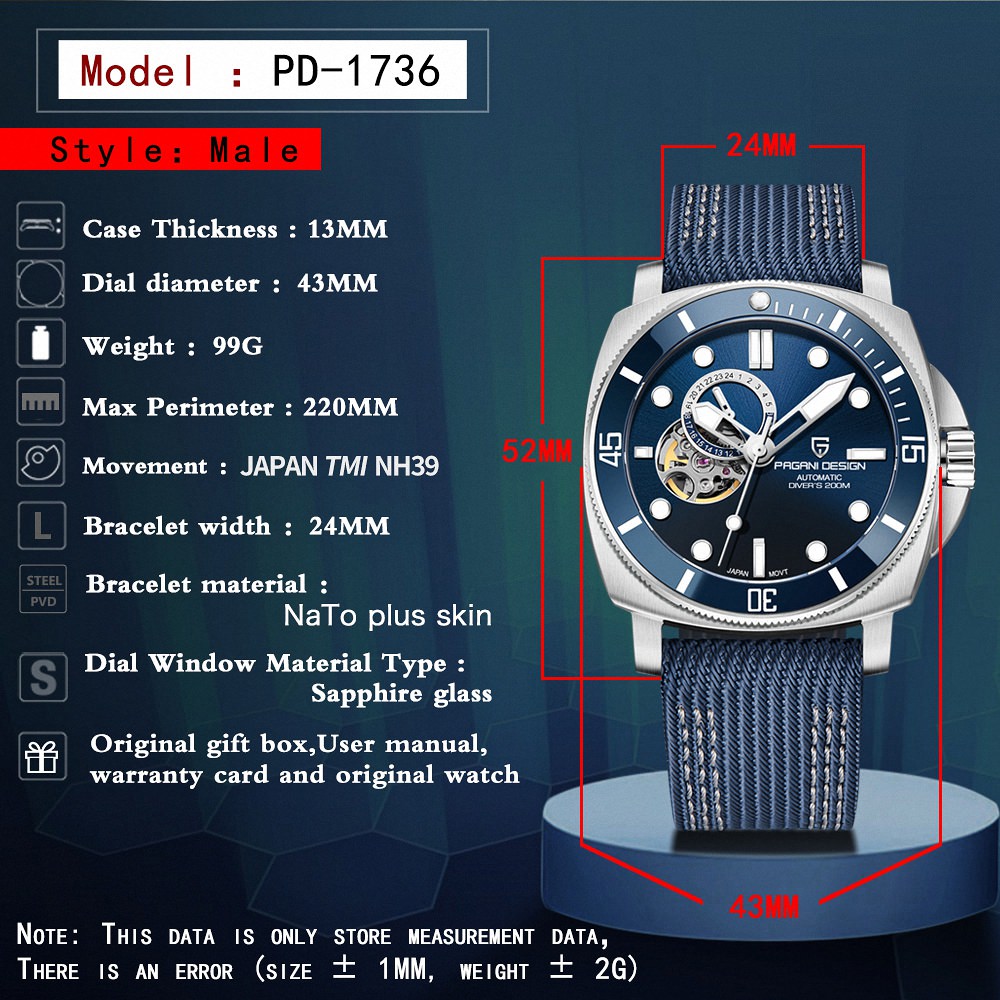 Model : PD-1736
Style: Male
Case Thickness : 13MM
Dial diameter : 43MM
Weight : 99G
Max Perimeter : 220MM
Movement : JAPAN TMI NH39
L
Bracelet width : 24MM
STEEL
PVD
Bracelet material :
NaTo plus skin
S
Dial Window Material Type :
Sapphire glass
Original gift box,User manual,
warranty card and original watch
24MM
52MM
43MM
45
15
30
PAGANI DESIGN
AUTOMATIC
DIVER'S 200M
JAPAN MOVT
NOTE: THIS DATA IS ONLY STORE MEASUREMENT DATA,
THERE IS AN ERROR (SIZE ± 1MM, WEIGHT ± 2G)